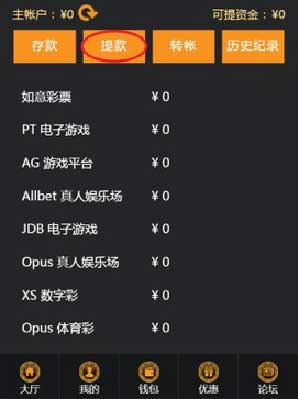 主帐户：¥0 可提资金：¥0
存款 提款 转帐 历史纪录
如意彩票 ¥ 0
PT 电子游戏 ¥ 0
AG 游戏平台 ¥ 0
Allbet 真人娱乐场 ¥ 0
JDB 电子游戏 ¥ 0
Opus 真人娱乐场 ¥ 0
XS 数字彩 ¥ 0
Opus 体育彩 ¥ 0
大厅 我的 钱包 优惠 论坛